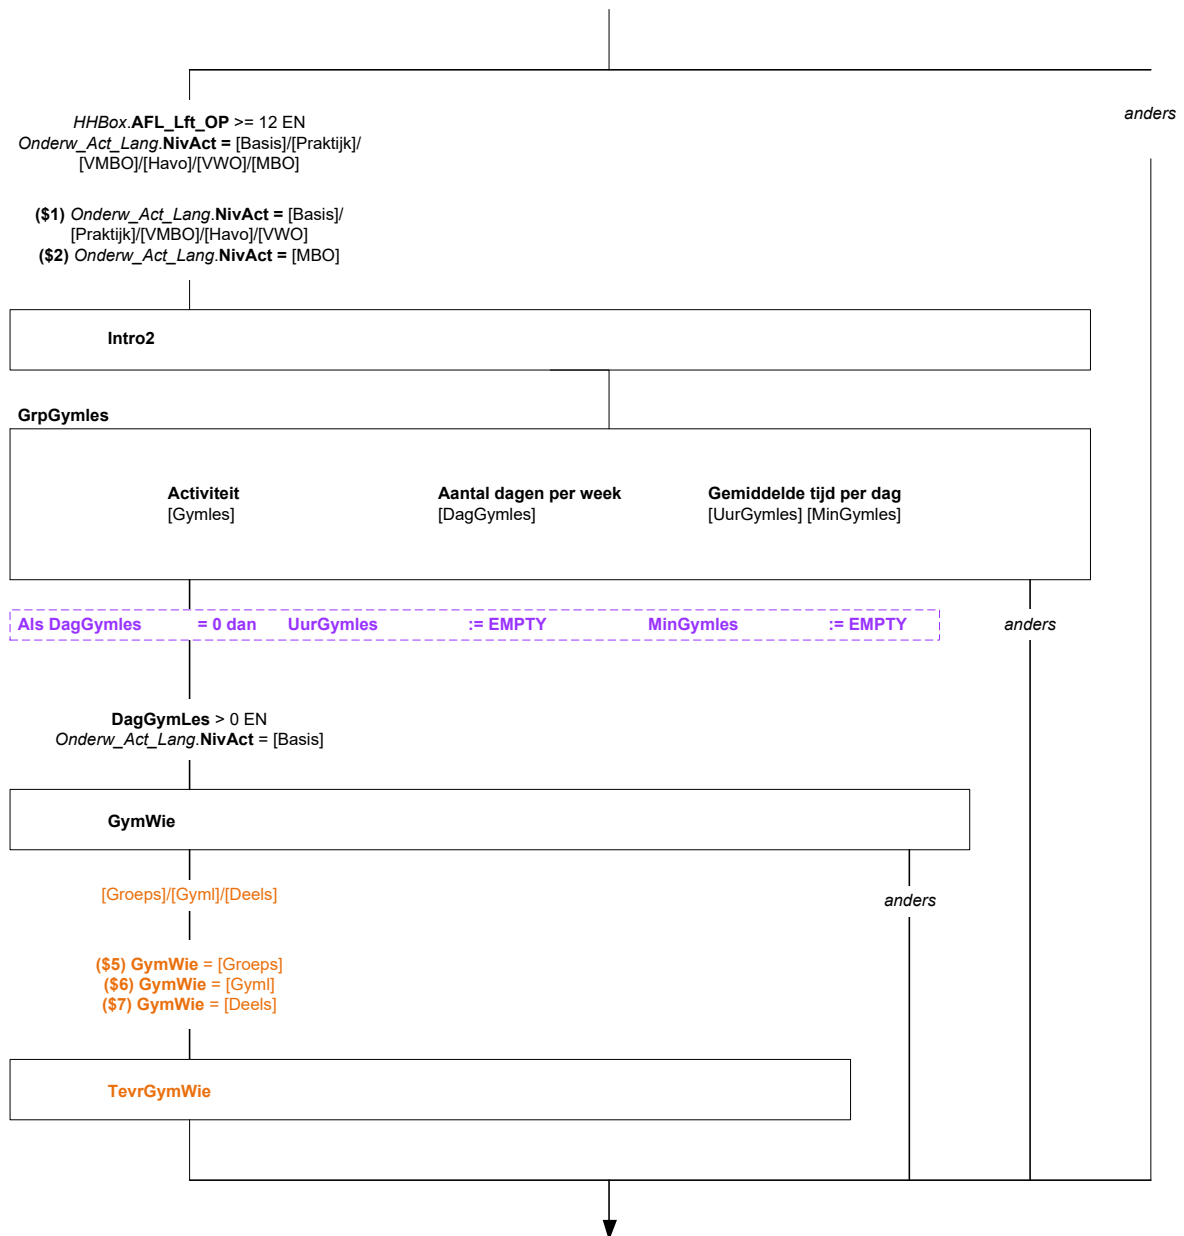 anders
HHBox.AFL_Lft_OP >= 12 EN
Onderw_Act_Lang.NivAct = [Basis]/[Praktijk]/
[VMBO]/[Havo]/[VWO]/[MBO]
($1) Onderw_Act_Lang.NivAct = [Basis]/
[Praktijk]/[VMBO]/[Havo]/[VWO]
($2) Onderw_Act_Lang.NivAct = [MBO]
Intro2
GrpGymles
Activiteit Aantal dagen per week Gemiddelde tijd per dag
[Gymles] [DagGymles] [UurGymles] [MinGymles]
Als DagGymles = 0 dan UurGymles := EMPTY MinGymles := EMPTY
anders
DagGymLes > 0 EN
Onderw_Act_Lang.NivAct = [Basis]
GymWie
[Groeps]/[Gyml]/[Deels]
anders
($5) GymWie = [Groeps]
($6) GymWie = [Gyml]
($7) GymWie = [Deels]
TevrGymWie